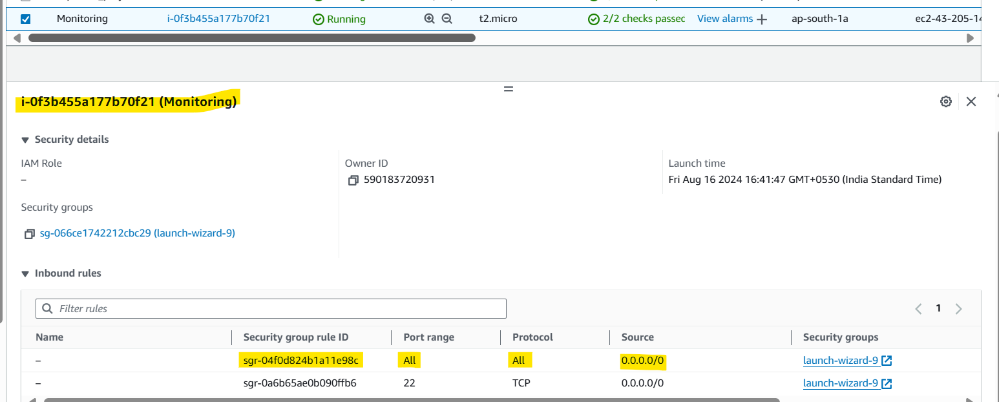 Monitoring i-0f3b455a177b70f21 Running t2.micro 2/2 checks passec View alarms ap-south-1a ec2-43-205-14
i-0f3b455a177b70f21 (Monitoring)
Security details
IAM Role Owner ID Launch time
– 590183720931 Fri Aug 16 2024 16:41:47 GMT+0530 (India Standard Time)
Security groups
sg-066ce1742212cbc29 (launch-wizard-9)
Inbound rules
Filter rules 1
Name Security group rule ID Port range Protocol Source Security groups
– sgr-04f0d824b1a11e98c All All 0.0.0.0/0 launch-wizard-9
– sgr-0a6b65ae0b090ffb6 22 TCP 0.0.0.0/0 launch-wizard-9